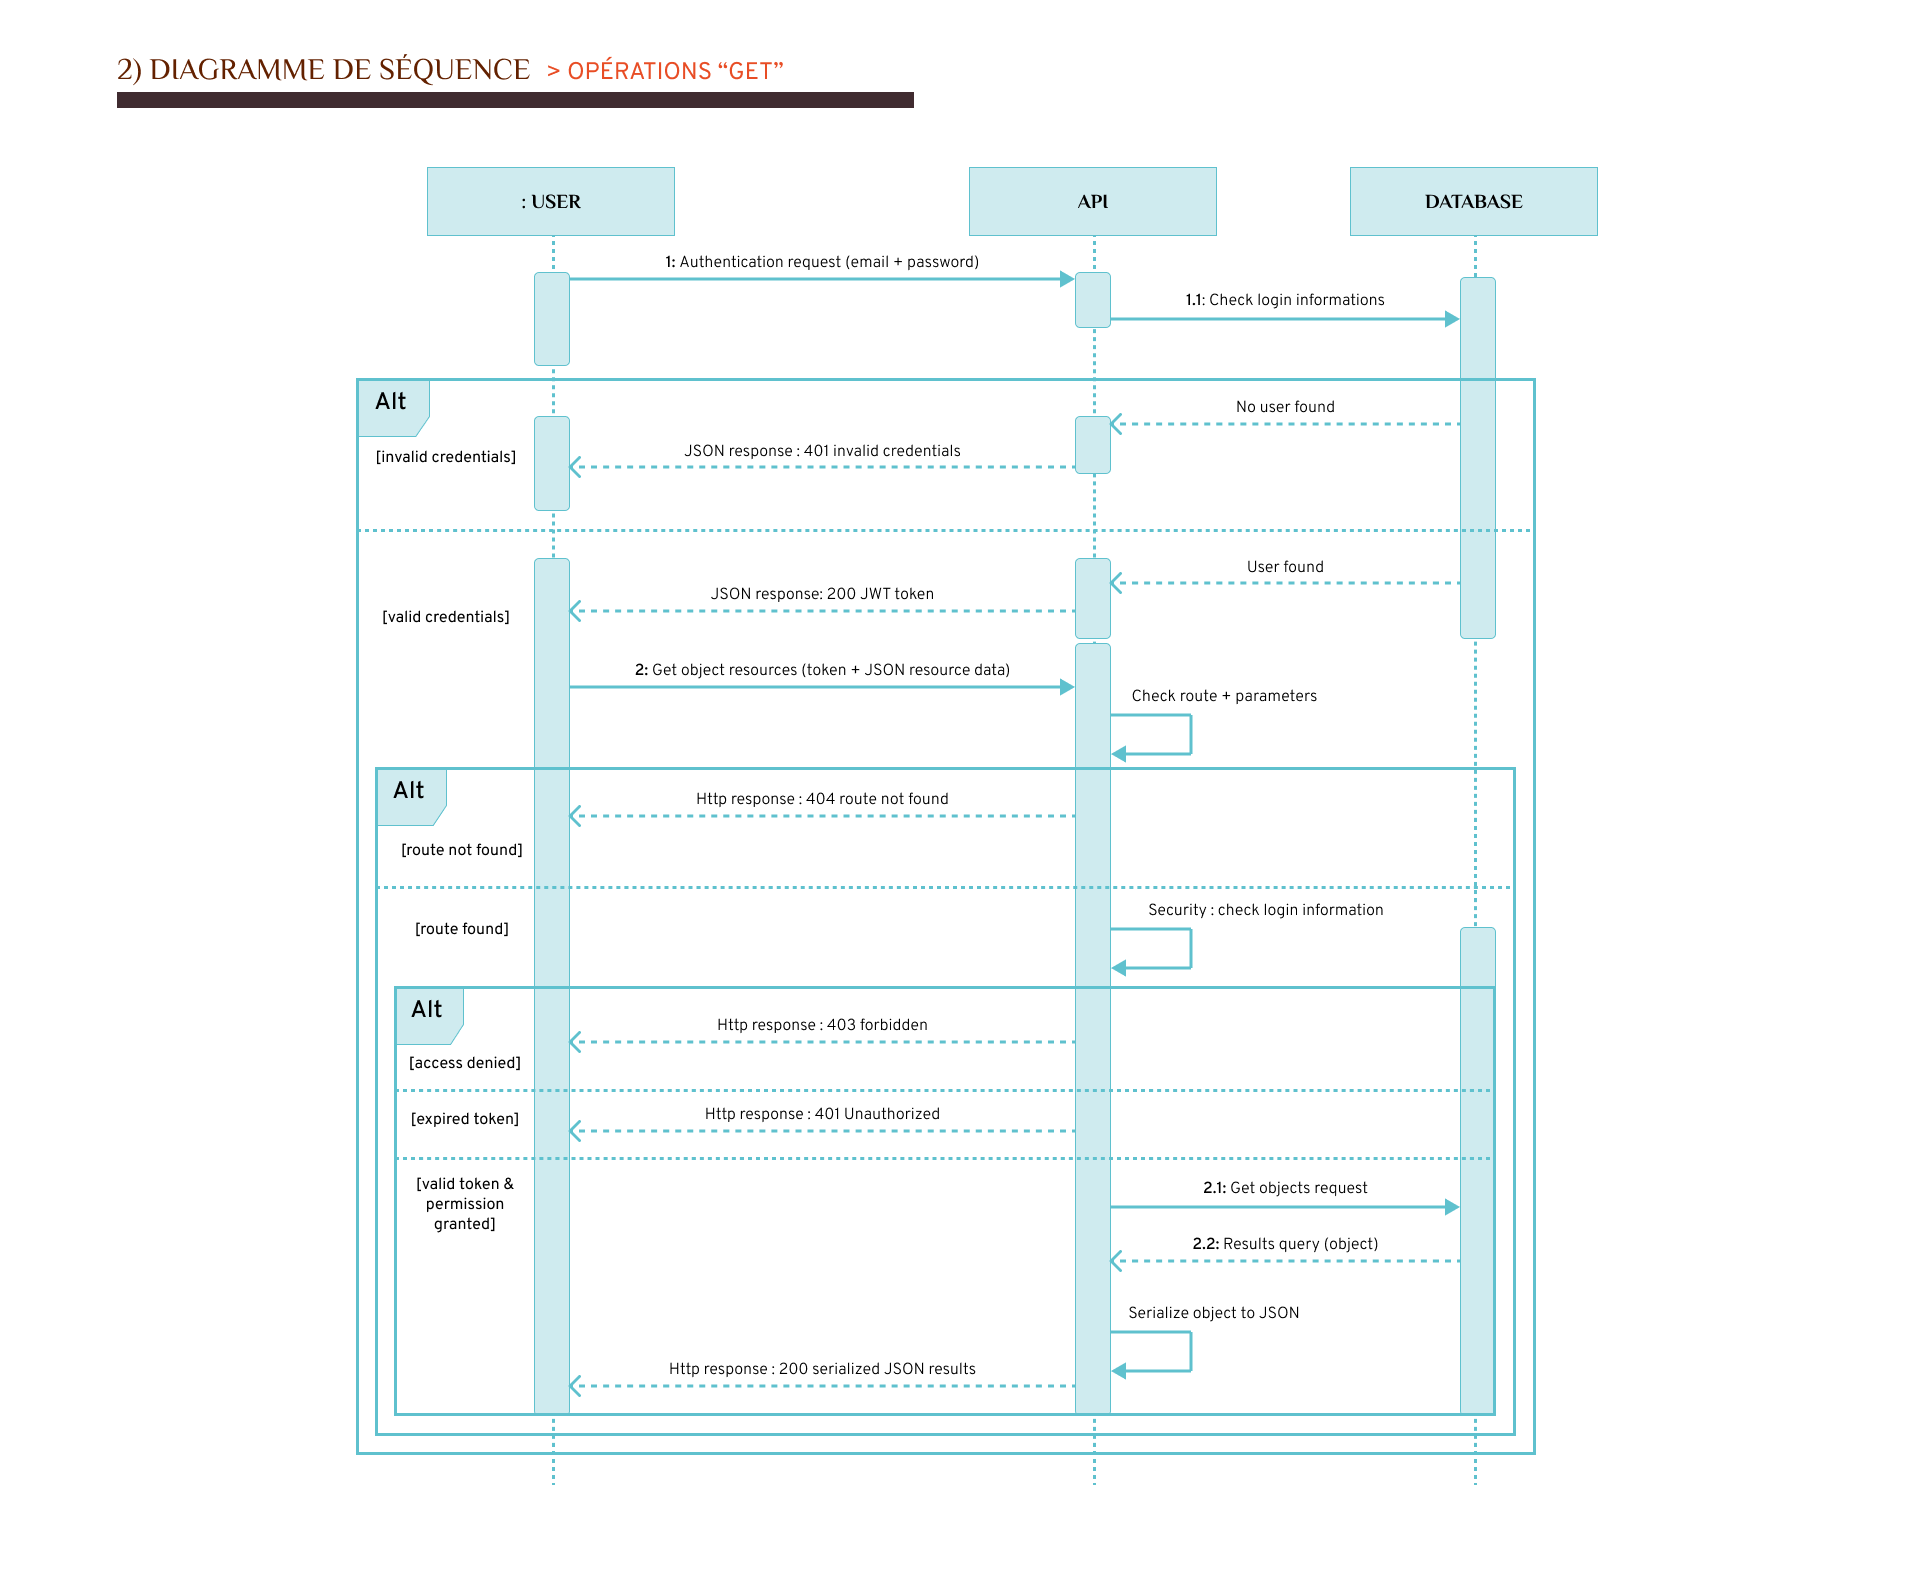 2) DIAGRAMME DE SÉQUENCE > OPÉRATIONS “GET”
: USER
API
DATABASE
1: Authentication request (email + password)
1.1: Check login informations
Alt
No user found
JSON response : 401 invalid credentials
[invalid credentials]
User found
JSON response: 200 JWT token
[valid credentials]
2: Get object resources (token + JSON resource data)
Check route + parameters
Alt
Http response : 404 route not found
[route not found]
Security : check login information
[route found]
Alt
Http response : 403 forbidden
[access denied]
Http response : 401 Unauthorized
[expired token]
[valid token &
permission
granted]
2.1: Get objects request
2.2: Results query (object)
Serialize object to JSON
Http response : 200 serialized JSON results